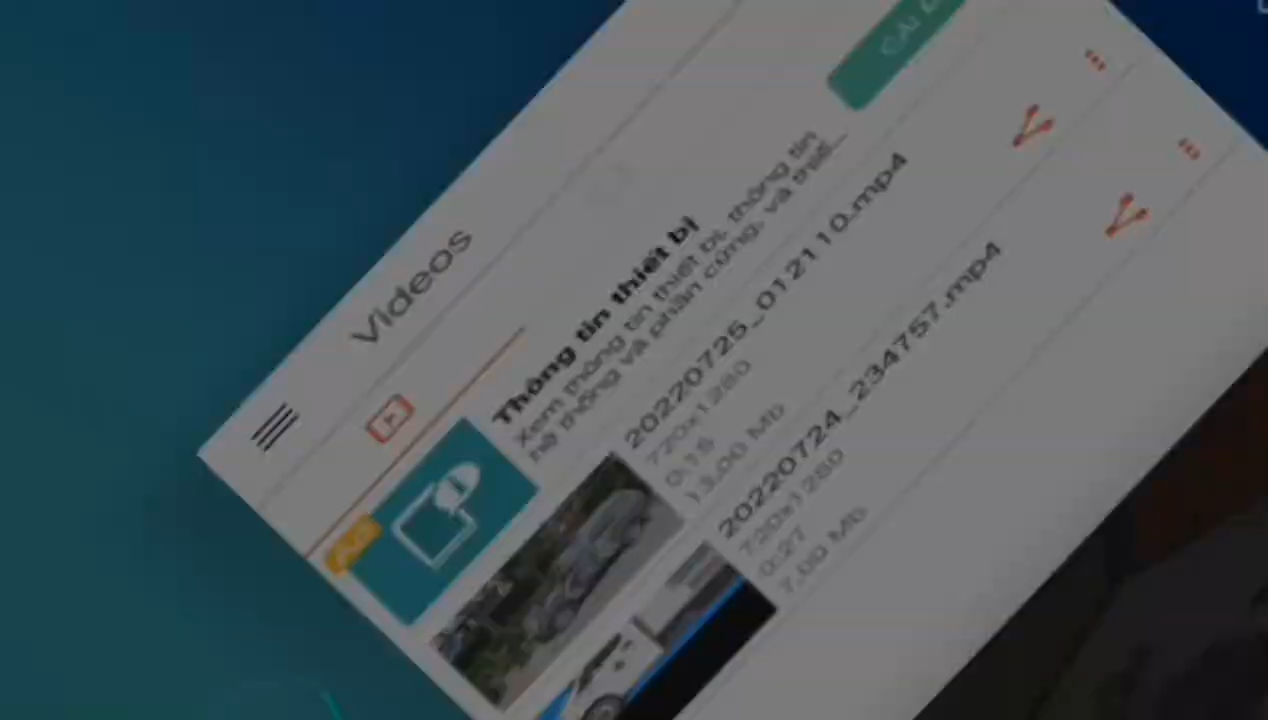 Videos
Thông tin thiết bị
Xem thông tin thiết bị, thông tin
hệ thống và phần cứng, và thiết...
20220725_012110.mp4
720x1280
0:15
13,00 Mb
20220724_234757.mp4
720x1280
0:27
7,00 Mb